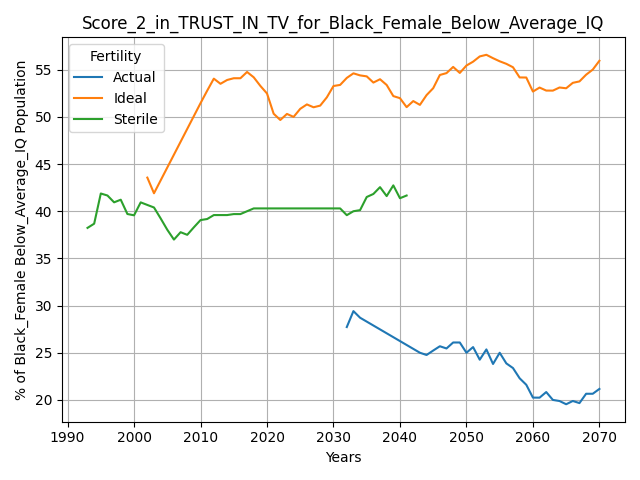 Score_2_in_TRUST_IN_TV_for_Black_Female_Below_Average_IQ
Fertility
Actual
Ideal
Sterile
% of Black_Female Below_Average_IQ Population
55
50
45
40
35
30
25
20
1990 2000 2010 2020 2030 2040 2050 2060 2070
Years